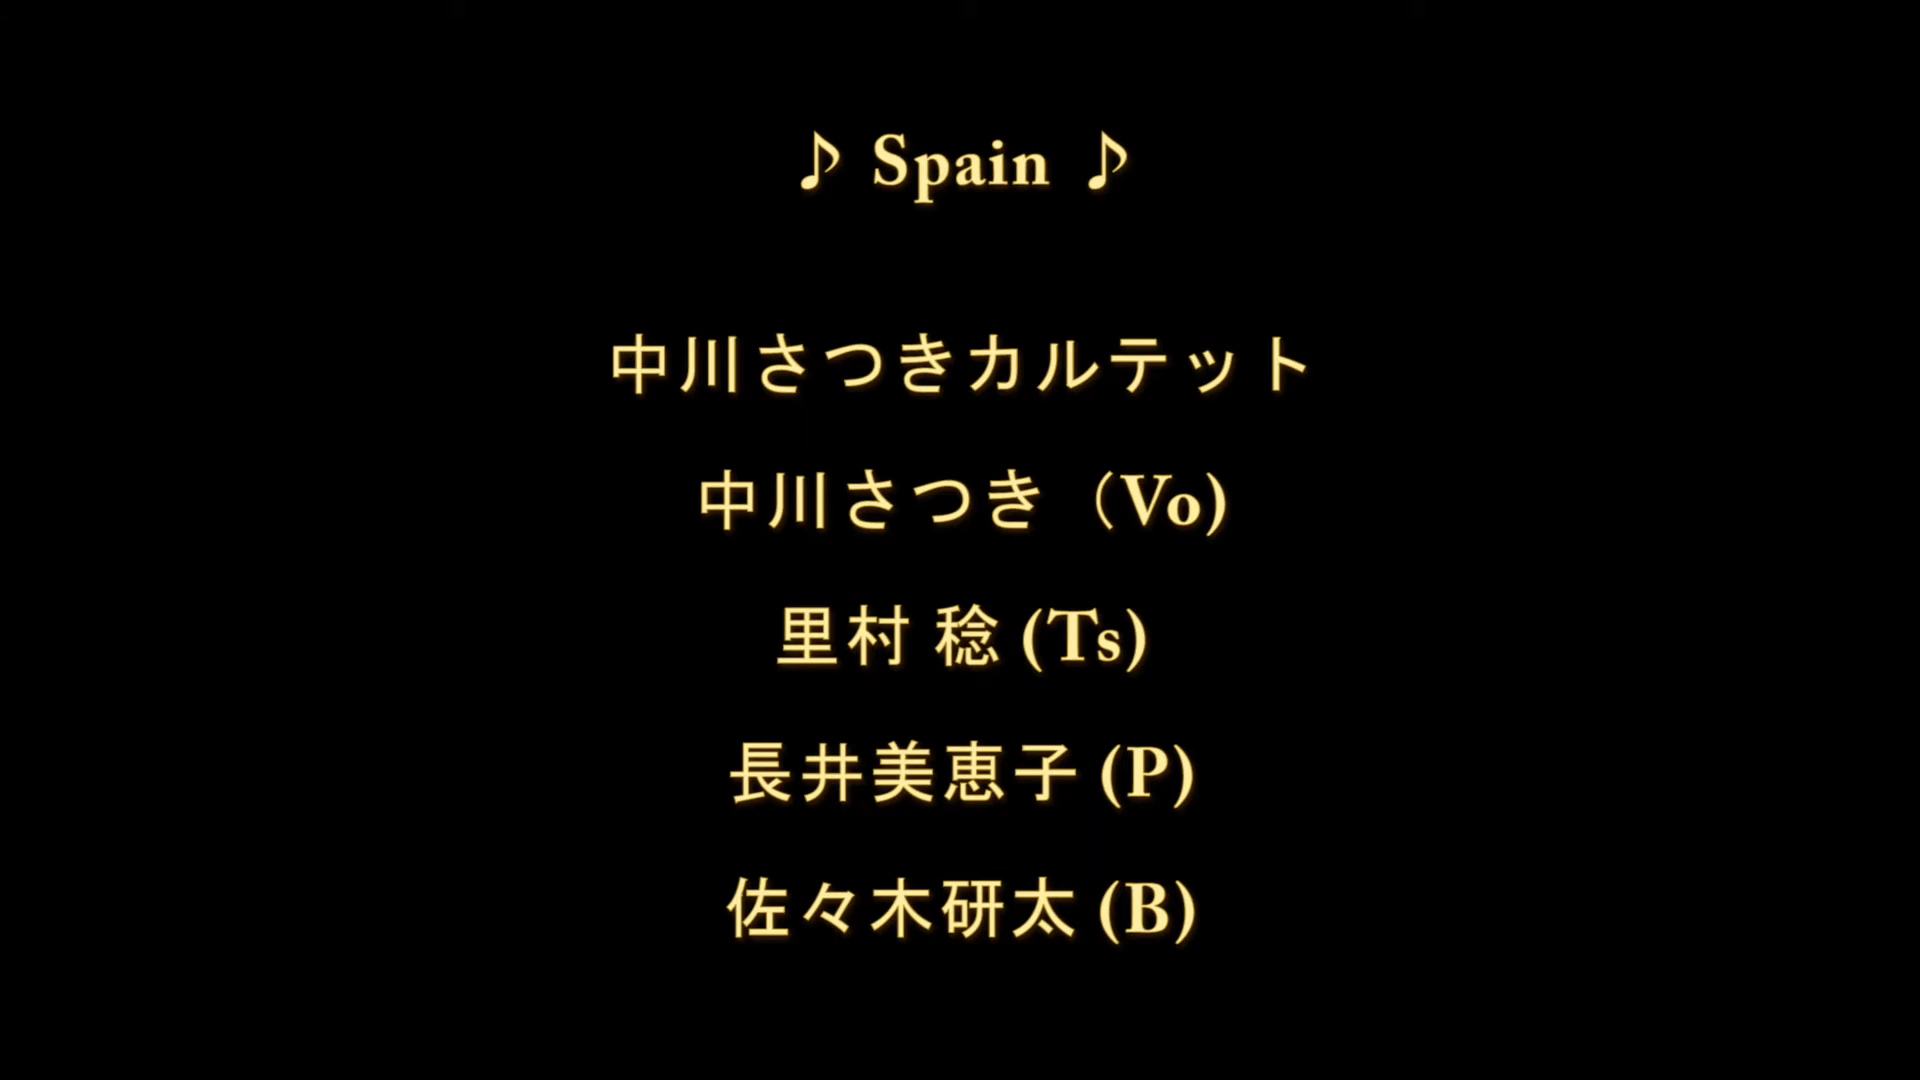 ♪ Spain ♪
中川さつきカルテット
中川さつき（Vo)
里村 稔 (Ts)
長井美恵子 (P)
佐々木研太 (B)